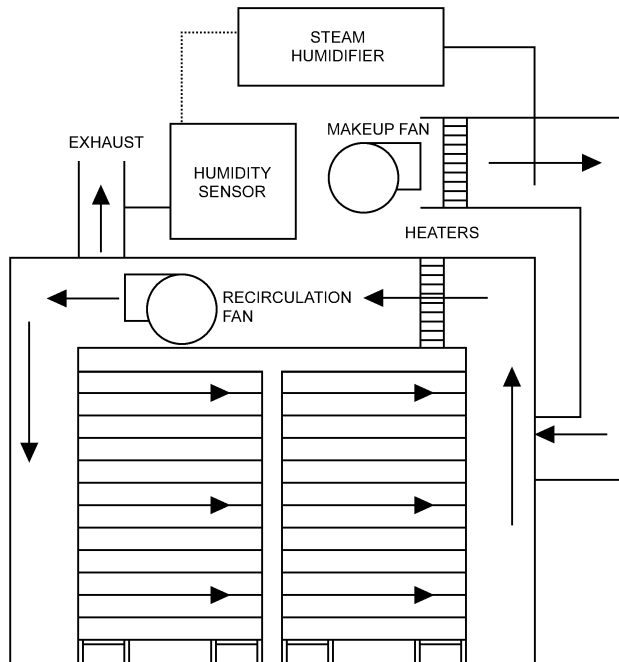 STEAM
HUMIDIFIER
MAKEUP FAN
EXHAUST
HUMIDITY
SENSOR
HEATERS
RECIRCULATION
FAN